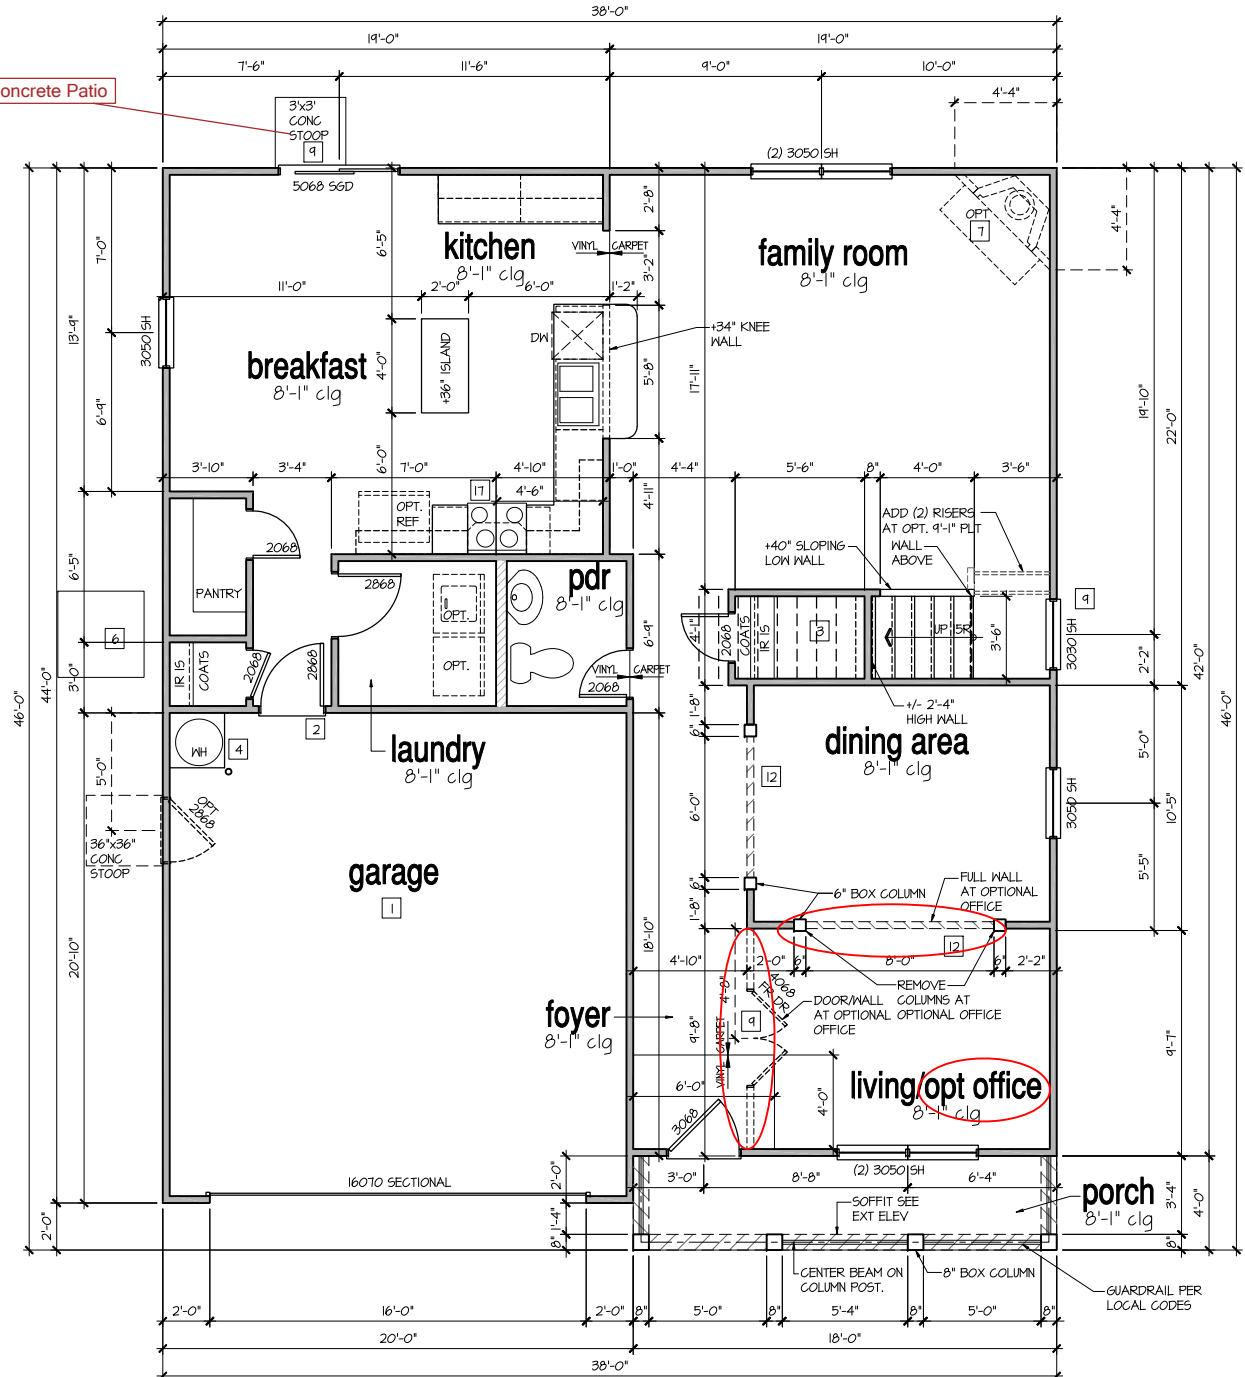 38'-0"
19'-0"
19'-0"
7'-6"
11'-6"
9'-0"
10'-0"
oncrete Patio
3'x3'
CONC
STOOP
9
4'-4"
(2) 3050 SH
5068 SGD
2'-8"
OPT
7
4'-4"
7'-0"
6'-5"
kitchen
8'-1" clg
VINYL
CARPET
3'-2"
family room
8'-1" clg
11'-0"
2'-0"
6'-0"
1'-2"
13'-9"
3050 SH
+34" KNEE
WALL
DW
breakfast
8'-1" clg
4'-0"
+36" ISLAND
5'-8"
17'-11"
19'-10"
22'-0"
6'-9"
6'-0"
3'-10"
3'-4"
7'-0"
4'-10"
1'-0"
4'-4"
5'-6"
8"
4'-0"
3'-6"
17
4'-6"
4'-11"
OPT.
REF
ADD (2) RISERS
AT OPT. 9'-1" PLT
+40" SLOPING
LOW WALL
WALL
ABOVE
2068
6'-5"
PANTRY
2868
pdr
8'-1" clg
OPT.
OPT.
6
6'-9"
4'-1"
2068
COATS
IR IS
3
UP 5R
3'-6"
9
3030 SH
2'-2"
42'-0"
46'-0"
44'-0"
46'-0"
3'-0"
IR IS
COATS
2068
2868
VINYL
CARPET
2068
+/- 2'-4"
HIGH WALL
1'-8"
6"
WH
4
2
laundry
8'-1" clg
dining area
8'-1" clg
5'-0"
5'-0"
12
3050 SH
6'-0"
10'-5"
OPT
2868
36"x36"
CONC
STOOP
garage
1
6"
1'-8"
6" BOX COLUMN
FULL WALL
AT OPTIONAL
OFFICE
5'-5"
12
18'-10"
20'-10"
4'-10"
2'-0"
6"
8'-0"
6"
2'-2"
4'-8"
4068
FR DR
REMOVE
COLUMNS AT
OPTIONAL OFFICE
DOOR/WALL
AT OPTIONAL
OFFICE
foyer
8'-1" clg
9'-8"
VINYL
CARPET
9
9'-7"
living/opt office
8'-1" clg
6'-0"
4'-0"
3068
(2) 3050 SH
16070 SECTIONAL
2'-0"
3'-0"
8'-8"
6'-4"
porch
8'-1" clg
SOFFIT SEE
EXT ELEV
3'-4"
4'-0"
2'-0"
1'-4"
8"
8"
CENTER BEAM ON
COLUMN POST.
8" BOX COLUMN
GUARDRAIL PER
LOCAL CODES
2'-0"
16'-0"
2'-0"
8"
5'-0"
8"
5'-4"
8"
5'-0"
8"
20'-0"
18'-0"
38'-0"